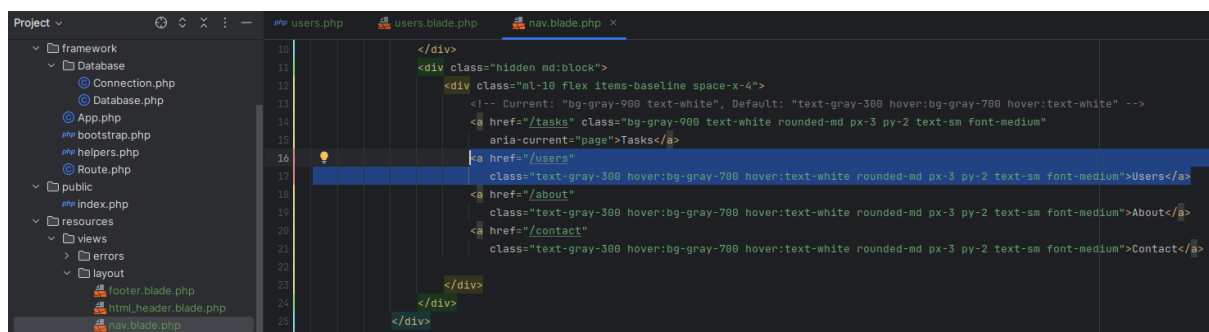 Project
framework
Database
Connection.php
Database.php
App.php
php bootstrap.php
php helpers.php
Route.php
public
php index.php
resources
views
errors
layout
footer.blade.php
html_header.blade.php
nav.blade.php
php users.php users.blade.php nav.blade.php ×
10 </div>
11 <div class="hidden md:block">
12 <div class="ml-10 flex items-baseline space-x-4">
13 <!-- Current: "bg-gray-900 text-white", Default: "text-gray-300 hover:bg-gray-700 hover:text-white" -->
14 <a href="/tasks" class="bg-gray-900 text-white rounded-md px-3 py-2 text-sm font-medium"
15 aria-current="page">Tasks</a>
16 <a href="/users"
17 class="text-gray-300 hover:bg-gray-700 hover:text-white rounded-md px-3 py-2 text-sm font-medium">Users</a>
18 <a href="/about"
19 class="text-gray-300 hover:bg-gray-700 hover:text-white rounded-md px-3 py-2 text-sm font-medium">About</a>
20 <a href="/contact"
21 class="text-gray-300 hover:bg-gray-700 hover:text-white rounded-md px-3 py-2 text-sm font-medium">Contact</a>
22
23 </div>
24 </div>
25 </div>